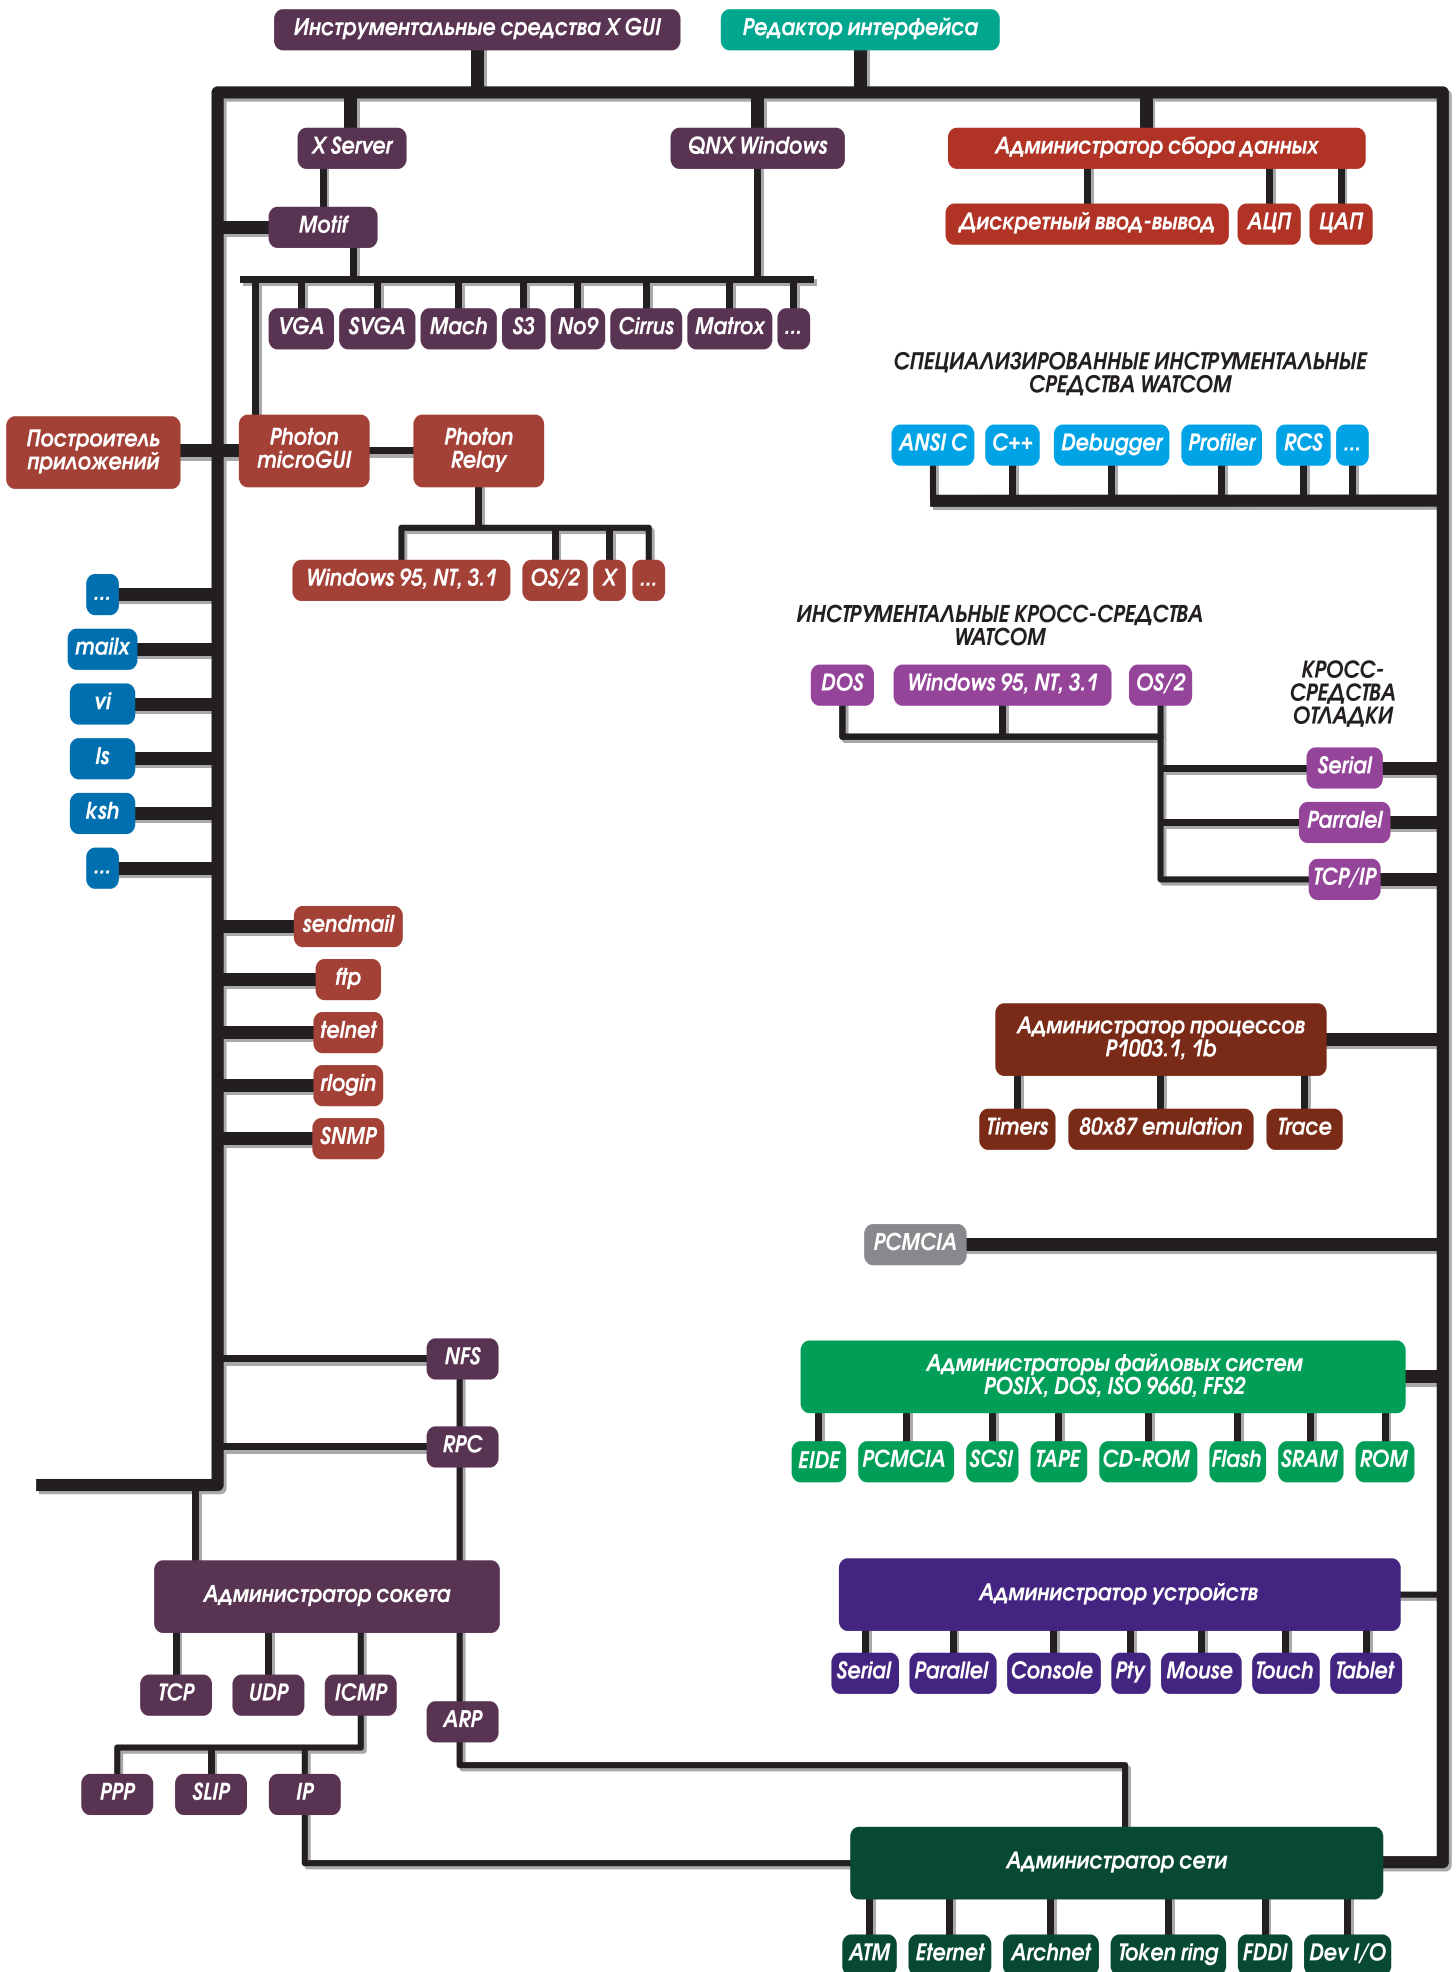 Инструментальные средства X GUI
Редактор интерфейса
X Server
QNX Windows
Администратор сбора данных
Motif
Дискретный ввод-вывод
АЦП
ЦАП
VGA
SVGA
Mach
S3
No9
Cirrus
Matrox
...
СПЕЦИАЛИЗИРОВАННЫЕ ИНСТРУМЕНТАЛЬНЫЕ
СРЕДСТВА WATCOM
ANSI C
C++
Debugger
Profiler
RCS
...
Построитель
приложений
Photon
microGUI
Photon
Relay
Windows 95, NT, 3.1
OS/2
X
...
...
mailx
vi
ls
ksh
...
ИНСТРУМЕНТАЛЬНЫЕ КРОСС-СРЕДСТВА
WATCOM
DOS
Windows 95, NT, 3.1
OS/2
КРОСС-
СРЕДСТВА
ОТЛАДКИ
Serial
Parralel
TCP/IP
sendmail
ftp
telnet
rlogin
SNMP
Администратор процессов
P1003.1, 1b
Timers
80x87 emulation
Trace
PCMCIA
NFS
RPC
Администраторы файловых систем
POSIX, DOS, ISO 9660, FFS2
EIDE
PCMCIA
SCSI
TAPE
CD-ROM
Flash
SRAM
ROM
Администратор сокета
TCP
UDP
ICMP
ARP
PPP
SLIP
IP
Администратор устройств
Serial
Parallel
Console
Pty
Mouse
Touch
Tablet
Администратор сети
ATM
Eternet
Archnet
Token ring
FDDI
Dev I/O